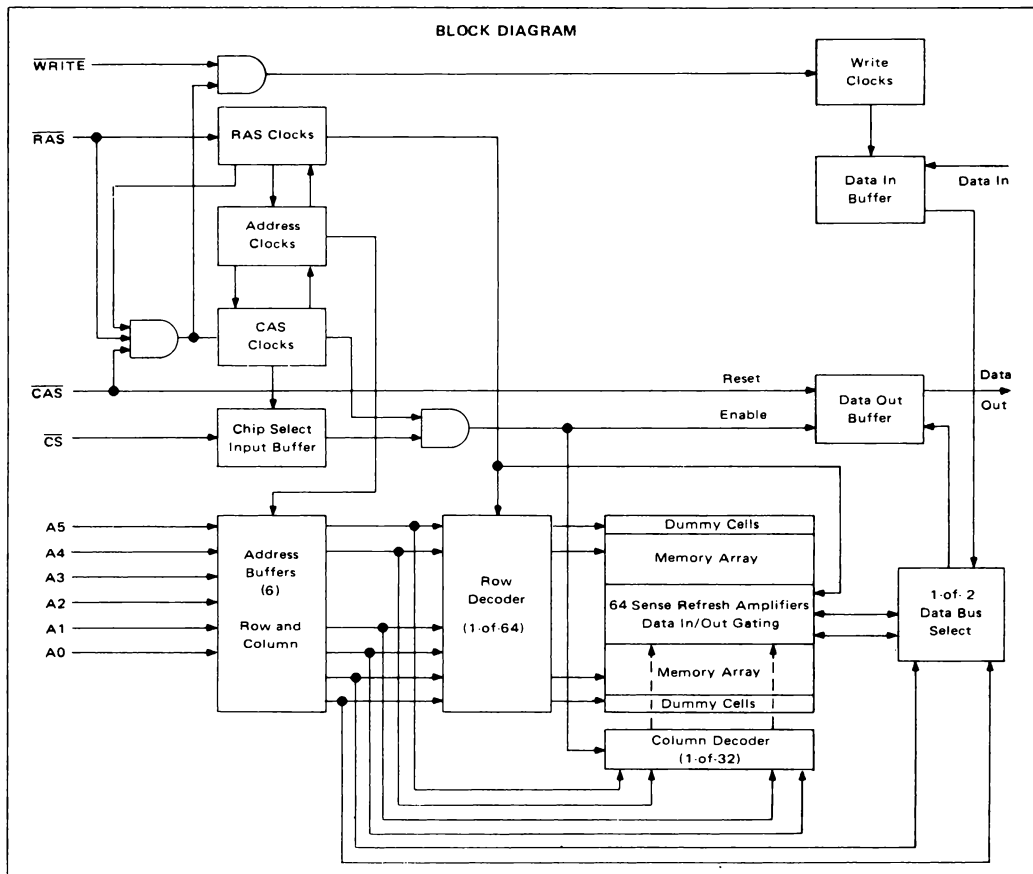 BLOCK DIAGRAM
WRITE
Write
Clocks
RAS
RAS Clocks
Data In
Buffer
Data In
Address
Clocks
CAS
Clocks
CAS
Reset
Data Out
Buffer
Data
Out
CS
Chip Select
Input Buffer
Enable
A5
A4
A3
A2
A1
A0
Address
Buffers
(6)
Row and
Column
Row
Decoder
(1-of-64)
Dummy Cells
Memory Array
64 Sense Refresh Amplifiers
Data In/Out Gating
Memory Array
Dummy Cells
1-of-2
Data Bus
Select
Column Decoder
(1-of-32)